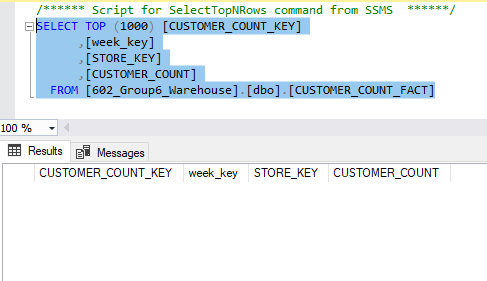 /****** Script for SelectTopNRows command from SSMS ******/
SELECT TOP (1000) [CUSTOMER_COUNT_KEY]
,[week_key]
,[STORE_KEY]
,[CUSTOMER_COUNT]
FROM [602_Group6_Warehouse].[dbo].[CUSTOMER_COUNT_FACT]
100 %
Results Messages
CUSTOMER_COUNT_KEY week_key STORE_KEY CUSTOMER_COUNT